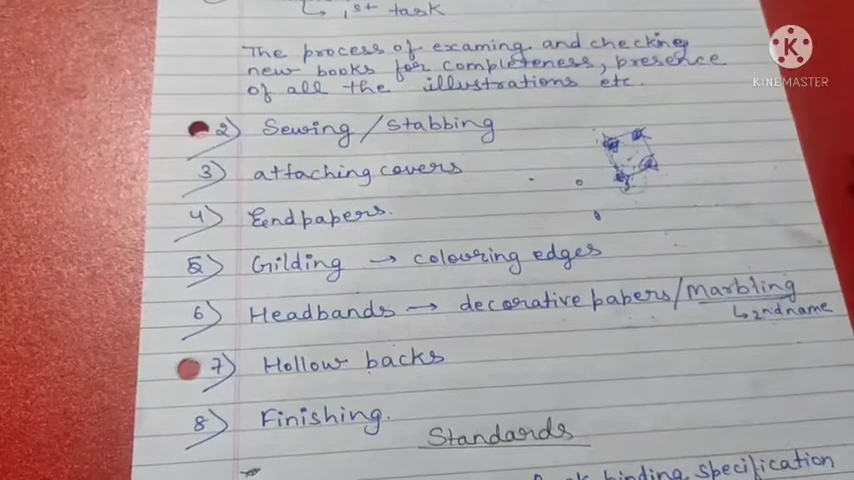 ↳ 1st task
The process of examing and checking
new books for completeness, presence
of all the illustrations etc.
2) Sewing/stabbing
3) attaching covers
4) Endpapers.
5) Gilding → colouring edges
6) Headbands → decorative papers/Marbling
↳ 2nd name
7) Hollow backs
8) Finishing.
Standards
binding specification
K
KINEMASTER